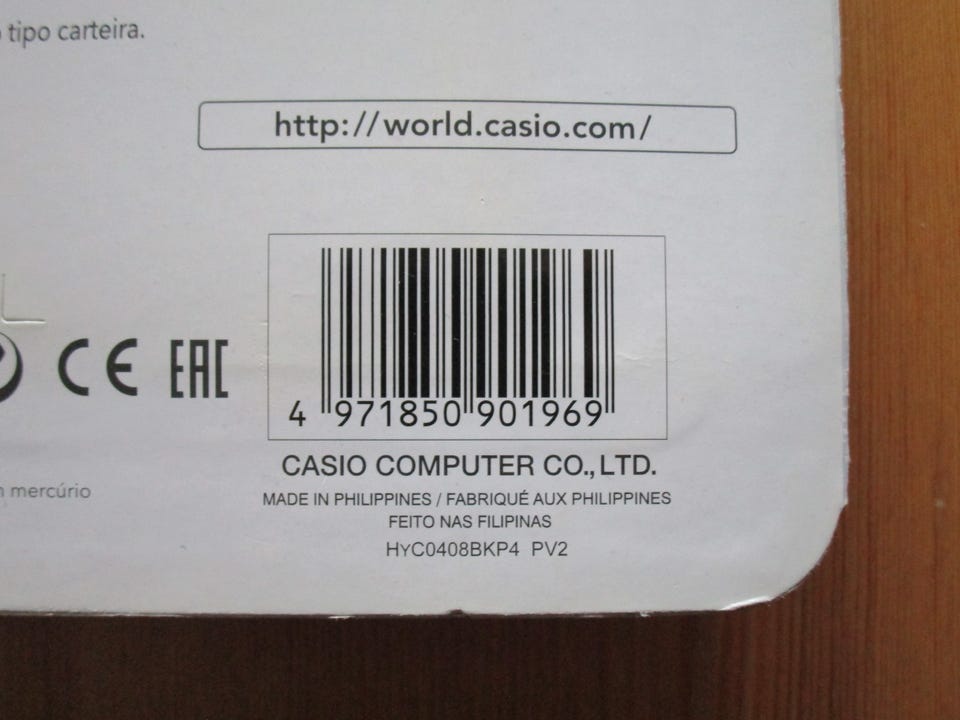 tipo carteira.
http://world.casio.com/
CE EAC
4 971850 901969
CASIO COMPUTER CO., LTD.
mercúrio
MADE IN PHILIPPINES / FABRIQUÉ AUX PHILIPPINES
FEITO NAS FILIPINAS
HYC0408BKP4 PV2